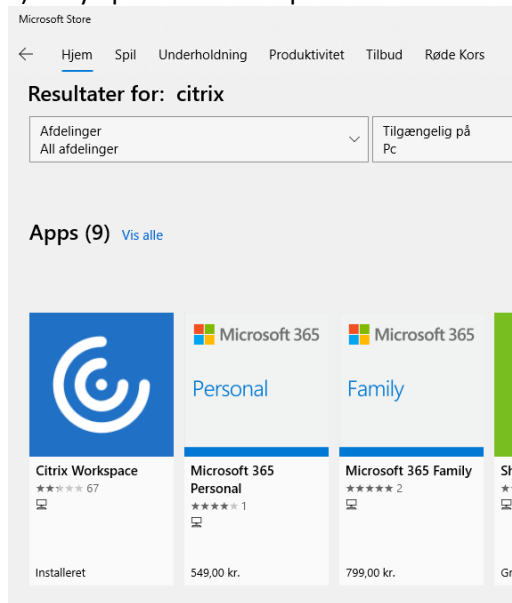 Microsoft Store
Hjem Spil Underholdning Produktivitet Tilbud Røde Kors
Resultater for: citrix
Afdelinger
All afdelinger
Tilgængelig på
Pc
Apps (9) Vis alle
Microsoft 365
Personal
Microsoft 365
Family
Citrix Workspace
67
Installeret
Microsoft 365
Personal
1
549,00 kr.
Microsoft 365 Family
2
799,00 kr.